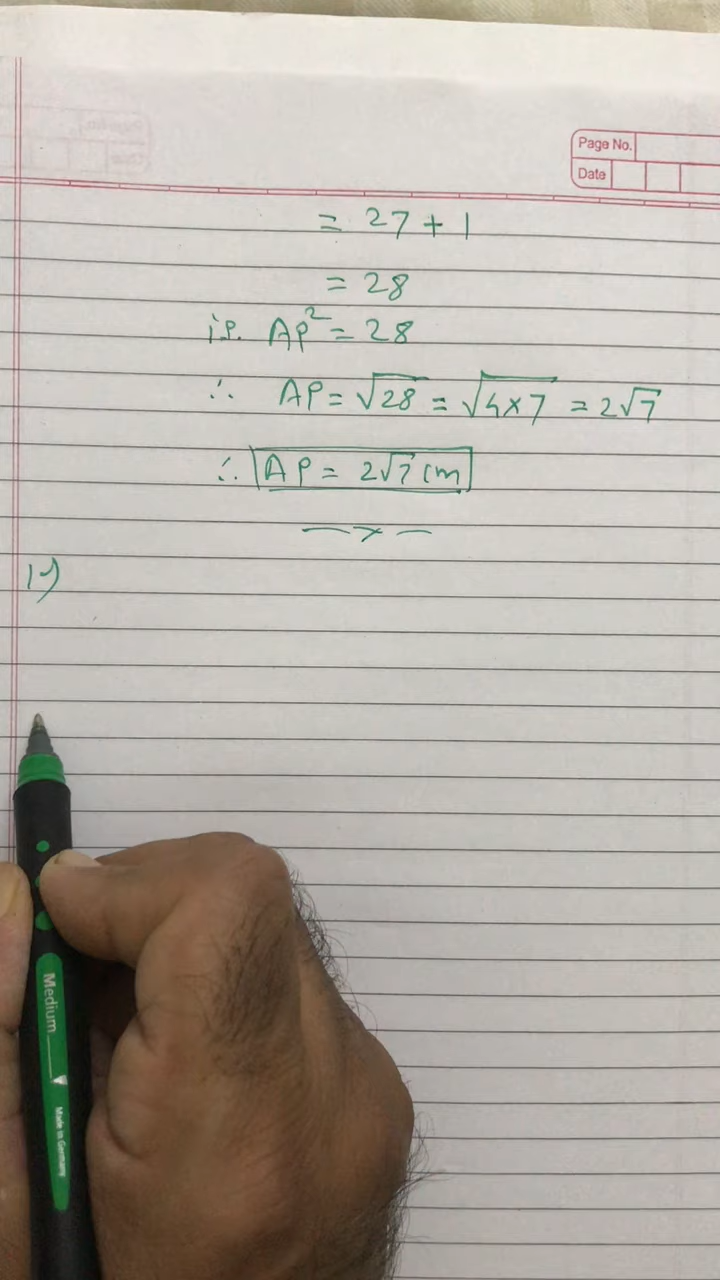 Page No.
Date
= 27 + 1
= 28
i.e. AP² = 28
∴ AP = √28 = √4×7 = 2√7
∴ AP = 2√7 cm
Medium
Made in Germany